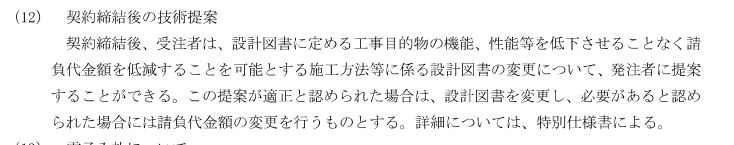 (12) 契約締結後の技術提案
契約締結後、受注者は、設計図書に定める工事目的物の機能、性能等を低下させることなく請
負代金額を低減することを可能とする施工方法等に係る設計図書の変更について、発注者に提案
することができる。この提案が適正と認められた場合は、設計図書を変更し、必要があると認め
られた場合には請負代金額の変更を行うものとする。詳細については、特別仕様書による。